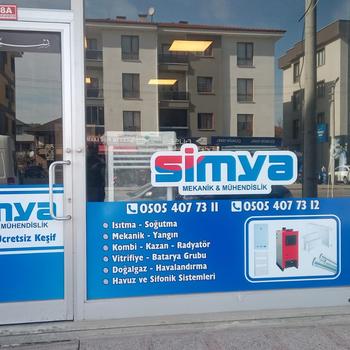 8A
simya
MEKANİK & MÜHENDİSLİK
0505 407 73 11 0505 407 73 12
Isıtma - Soğutma
Mekanik - Yangın
Kombi - Kazan - Radyatör
Vitrifiye - Batarya Grubu
Doğalgaz - Havalandırma
Havuz ve Sifonik Sistemleri
mya
MÜHENDİSLİK
Ücretsiz Keşif